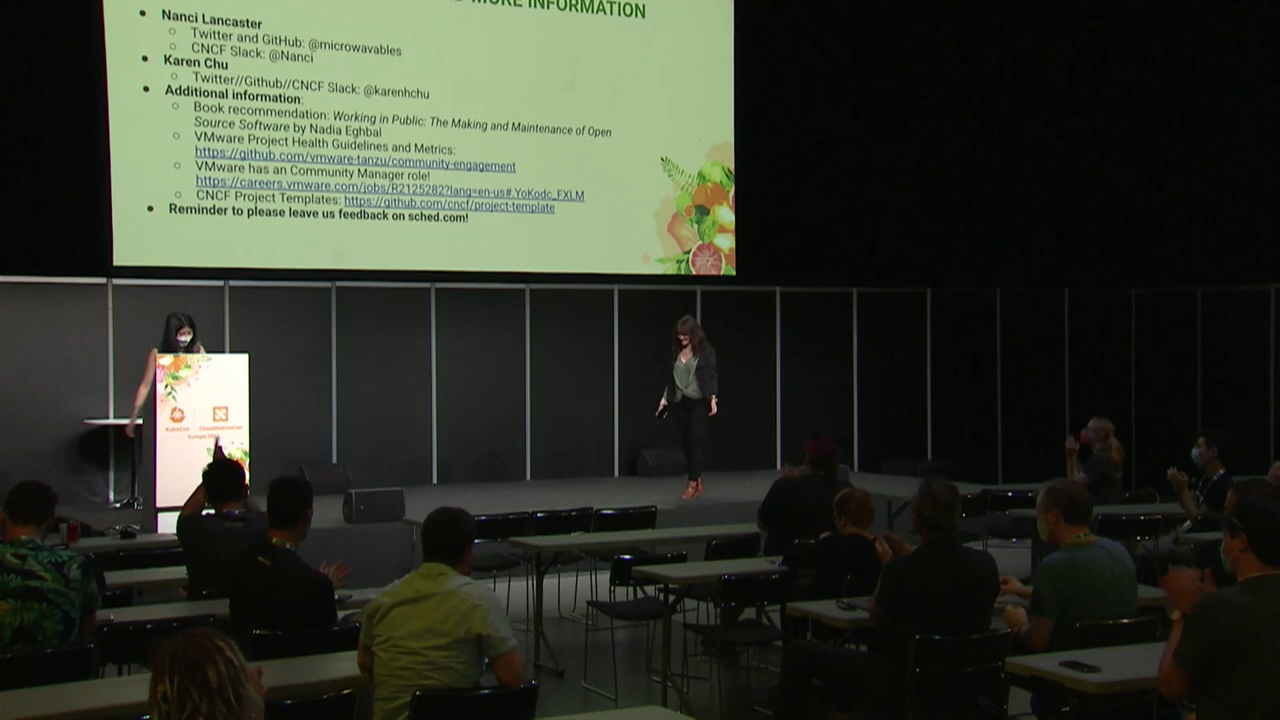 MORE INFORMATION
Nanci Lancaster
Twitter and GitHub: @microwavables
CNCF Slack: @Nanci
Karen Chu
Twitter//Github//CNCF Slack: @karenhchu
Additional information:
Book recommendation: Working in Public: The Making and Maintenance of Open
Source Software by Nadia Eghbal
VMware Project Health Guidelines and Metrics:
https://github.com/vmware-tanzu/community-engagement
VMware has an Community Manager role!
https://careers.vmware.com/jobs/R2125282?lang=en-us#.YoKodc_FXLM
CNCF Project Templates: https://github.com/cncf/project-template
Reminder to please leave us feedback on sched.com!
KubeCon
CloudNativeCon
Europe